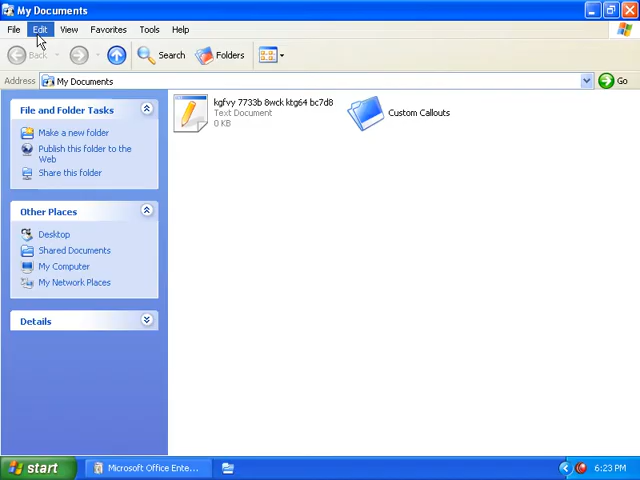 My Documents
File Edit View Favorites Tools Help
Back Search Folders
Address My Documents Go
File and Folder Tasks
Make a new folder
Publish this folder to the
Web
Share this folder
Other Places
Desktop
Shared Documents
My Computer
My Network Places
Details
kgfvy 7733b 8wck ktg64 bc7d8
Text Document
0 KB
Custom Callouts
start Microsoft Office Ente... 6:23 PM